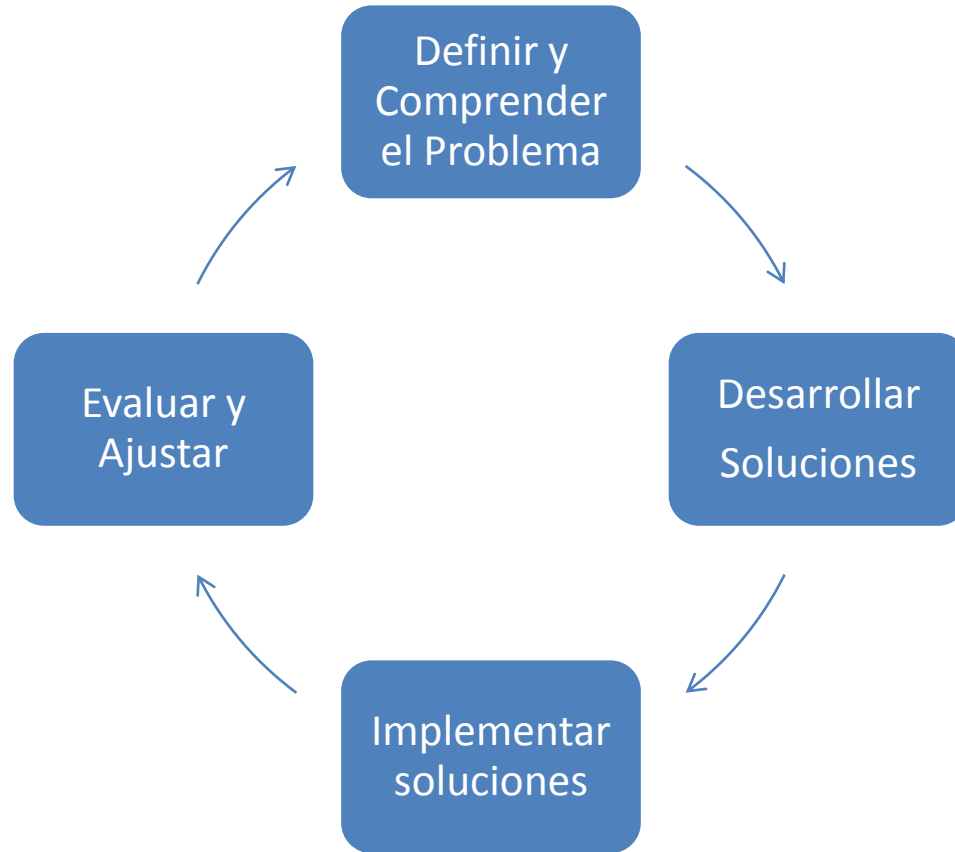 Definir y
Comprender
el Problema
Desarrollar
Soluciones
Implementar
soluciones
Evaluar y
Ajustar